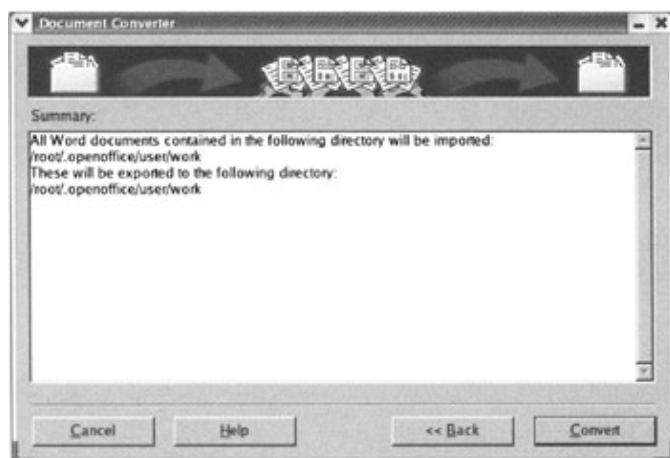 Document Converter
Summary:
All Word documents contained in the following directory will be imported:
/root/.openoffice/user/work
These will be exported to the following directory:
/root/.openoffice/user/work
Cancel
Help
<< Back
Convert